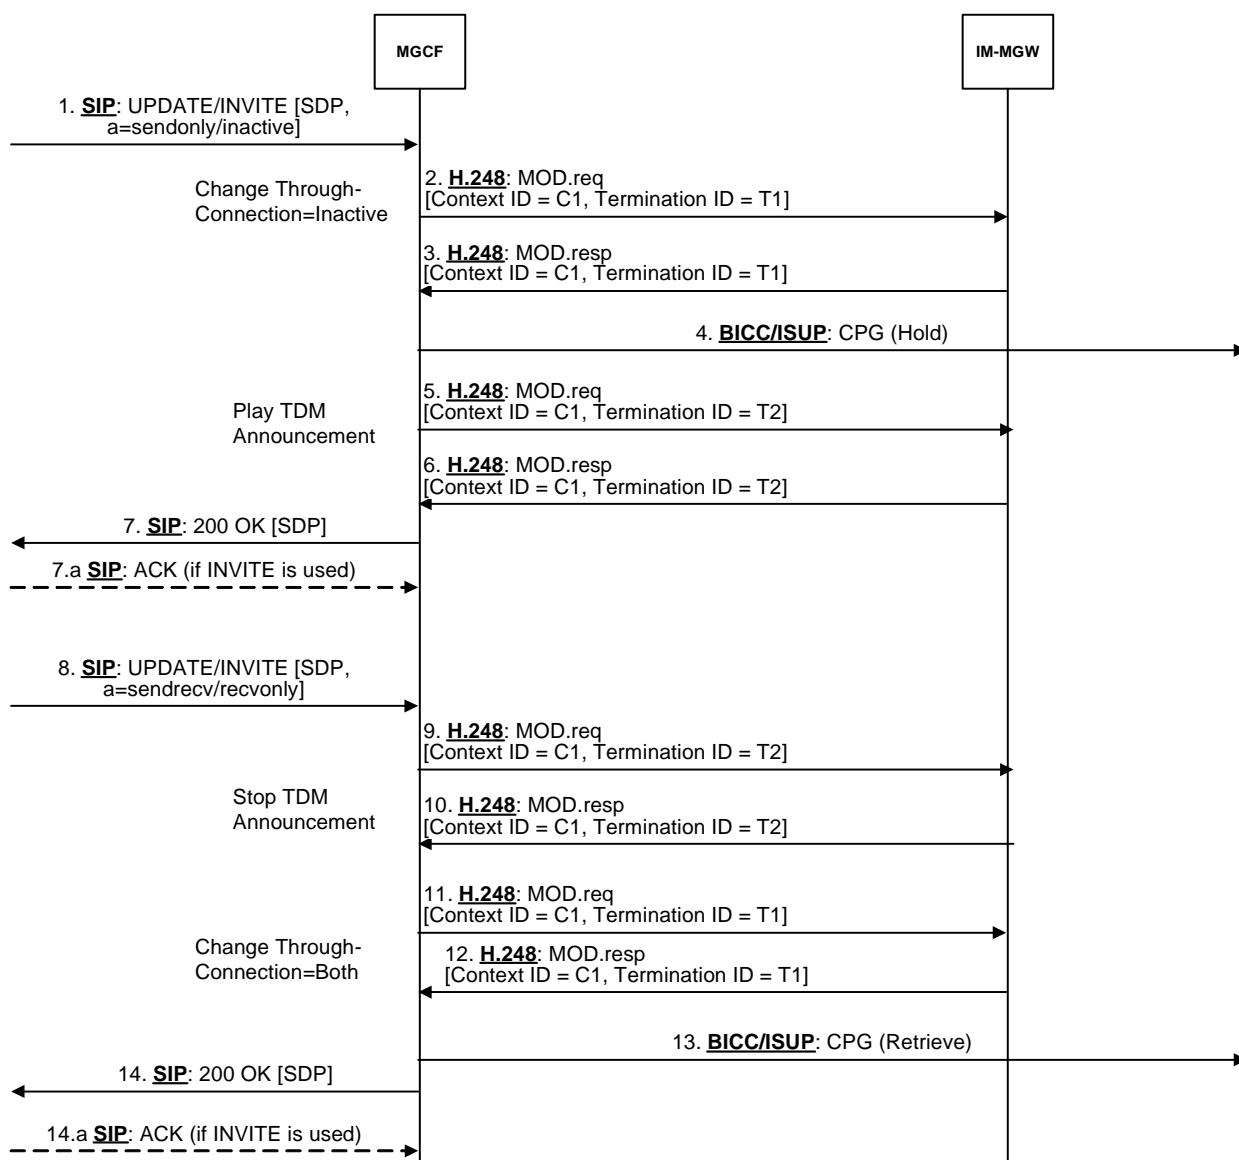 MGCF
IM-MGW
1. SIP: UPDATE/INVITE [SDP,
a=sendonly/inactive]
Change Through-
Connection=Inactive
2. H.248: MOD.req
[Context ID = C1, Termination ID = T1]
3. H.248: MOD.resp
[Context ID = C1, Termination ID = T1]
4. BICC/ISUP: CPG (Hold)
Play TDM
Announcement
5. H.248: MOD.req
[Context ID = C1, Termination ID = T2]
6. H.248: MOD.resp
[Context ID = C1, Termination ID = T2]
7. SIP: 200 OK [SDP]
7.a SIP: ACK (if INVITE is used)
8. SIP: UPDATE/INVITE [SDP,
a=sendrecv/recvonly]
9. H.248: MOD.req
[Context ID = C1, Termination ID = T2]
Stop TDM
Announcement
10. H.248: MOD.resp
[Context ID = C1, Termination ID = T2]
11. H.248: MOD.req
[Context ID = C1, Termination ID = T1]
Change Through-
Connection=Both
12. H.248: MOD.resp
[Context ID = C1, Termination ID = T1]
13. BICC/ISUP: CPG (Retrieve)
14. SIP: 200 OK [SDP]
14.a SIP: ACK (if INVITE is used)